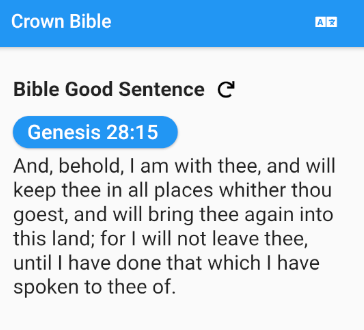 Crown Bible
Bible Good Sentence
Genesis 28:15
And, behold, I am with thee, and will
keep thee in all places whither thou
goest, and will bring thee again into
this land; for I will not leave thee,
until I have done that which I have
spoken to thee of.